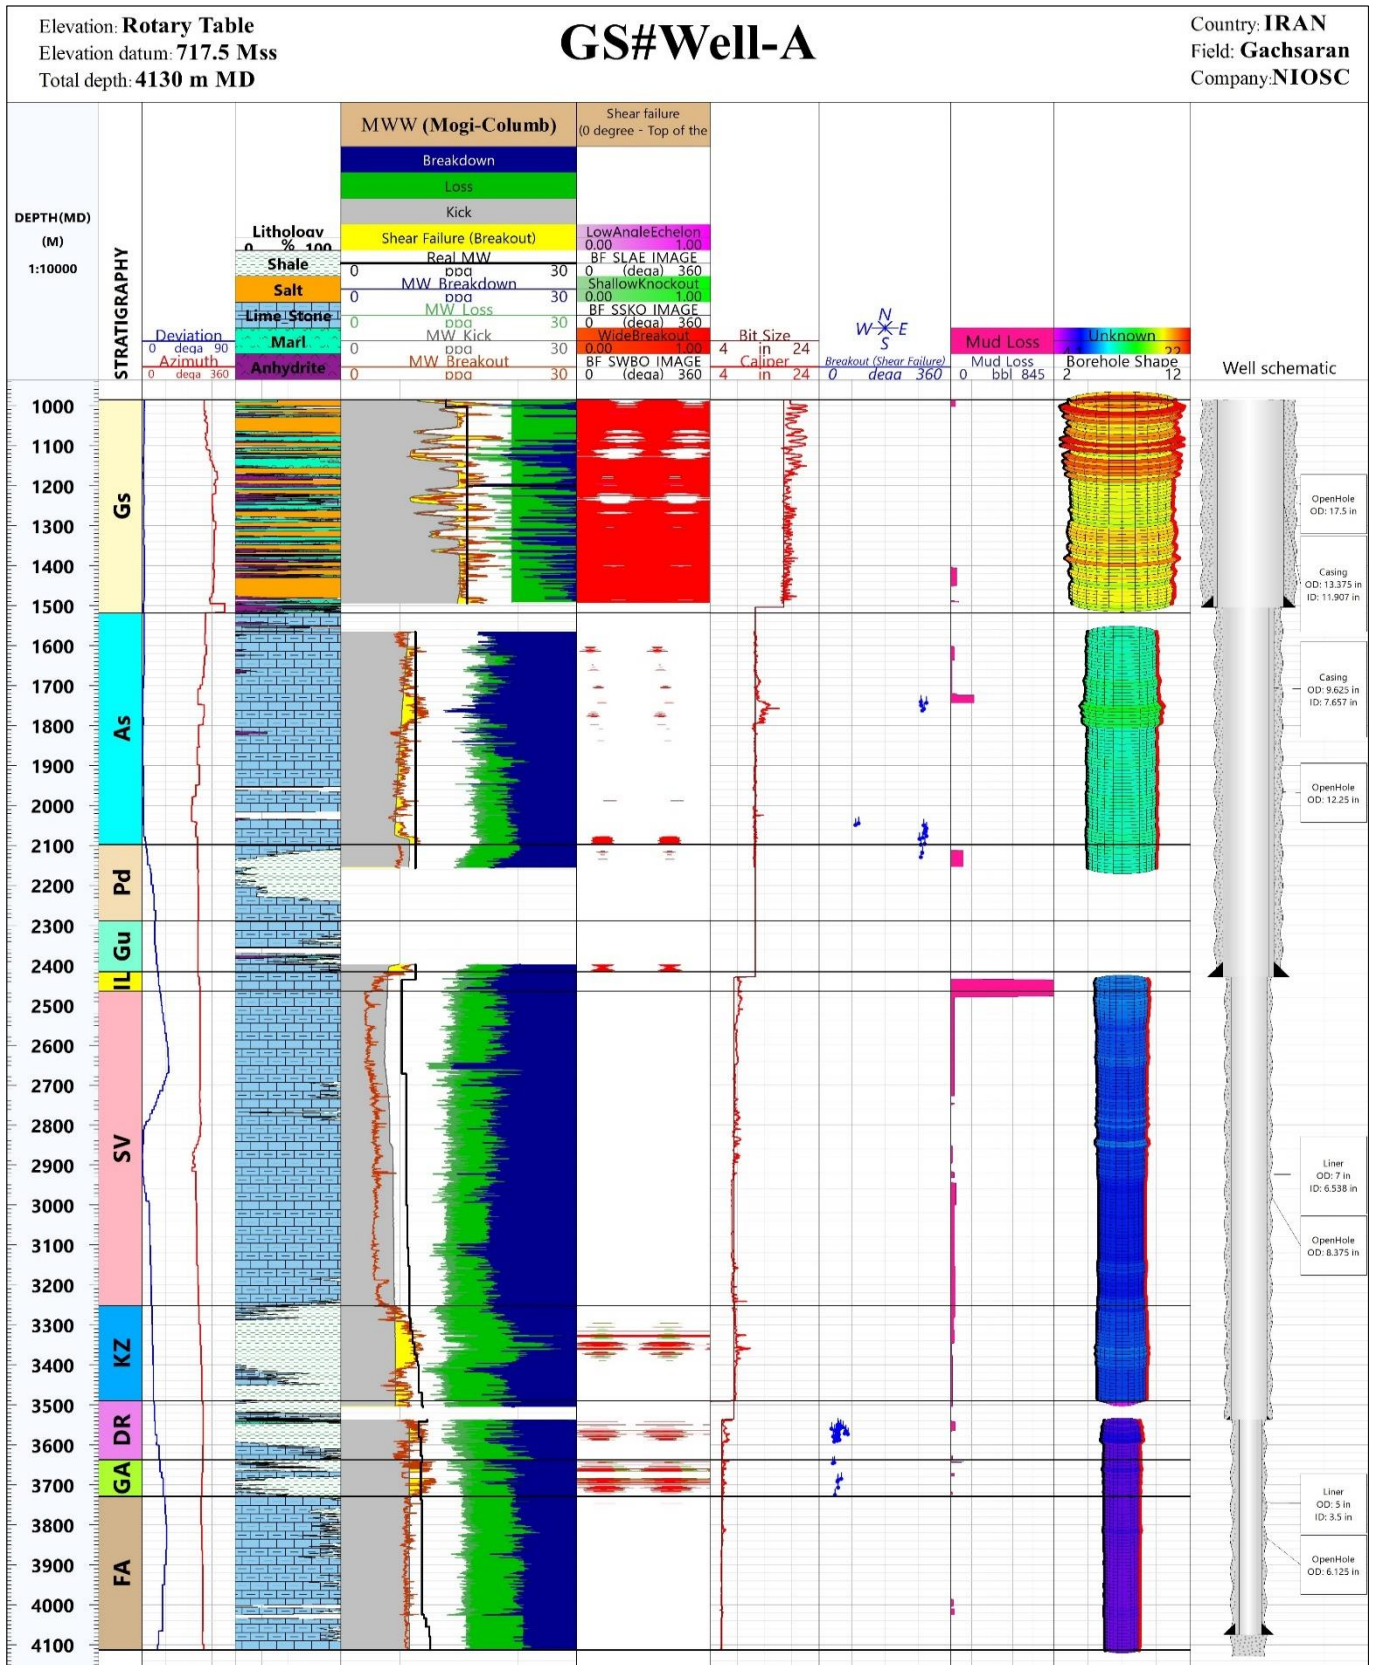 Elevation: Rotary Table
Elevation datum: 717.5 Mss
Total depth: 4130 m MD
GS#Well-A
Country: IRAN
Field: Gachsaran
Company:NIOSC
DEPTH(MD)
(M)
1:10000
STRATIGRAPHY
Deviation
0 dega 90
Azimuth
0 dega 360
Lithology
0 % 100
Shale
Salt
Lime Stone
Marl
Anhydrite
MWW (Mogi-Columb)
Breakdown
Loss
Kick
Shear Failure (Breakout)
Real MW
0 ppg 30
MW Breakdown
0 ppg 30
MW Loss
0 ppg 30
MW Kick
0 ppg 30
MW Breakout
0 ppg 30
Shear failure
(0 degree - Top of the
LowAngleEchelon
0.00 1.00
BF SLAE IMAGE
0 (dega) 360
ShallowKnockout
0.00 1.00
BF SSKO IMAGE
0 (dega) 360
WideBreakout
0.00 1.00
BF SWBO IMAGE
0 (dega) 360
Bit Size
4 in 24
Caliper
4 in 24
N
W E
S
Breakout (Shear Failure)
0 dega 360
Mud Loss
Mud Loss
0 bbl 845
Unknown
4 22
Borehole Shape
2 12
Well schematic
1000
1100
1200
1300
1400
1500
1600
1700
1800
1900
2000
2100
2200
2300
2400
2500
2600
2700
2800
2900
3000
3100
3200
3300
3400
3500
3600
3700
3800
3900
4000
4100
Gs
As
Pd
Gu
IL
SV
KZ
DR
GA
FA
OpenHole
OD: 17.5 in
Casing
OD: 13.375 in
ID: 11.907 in
Casing
OD: 9.625 in
ID: 7.657 in
OpenHole
OD: 12.25 in
Liner
OD: 7 in
ID: 6.538 in
OpenHole
OD: 8.375 in
Liner
OD: 5 in
ID: 3.5 in
OpenHole
OD: 6.125 in